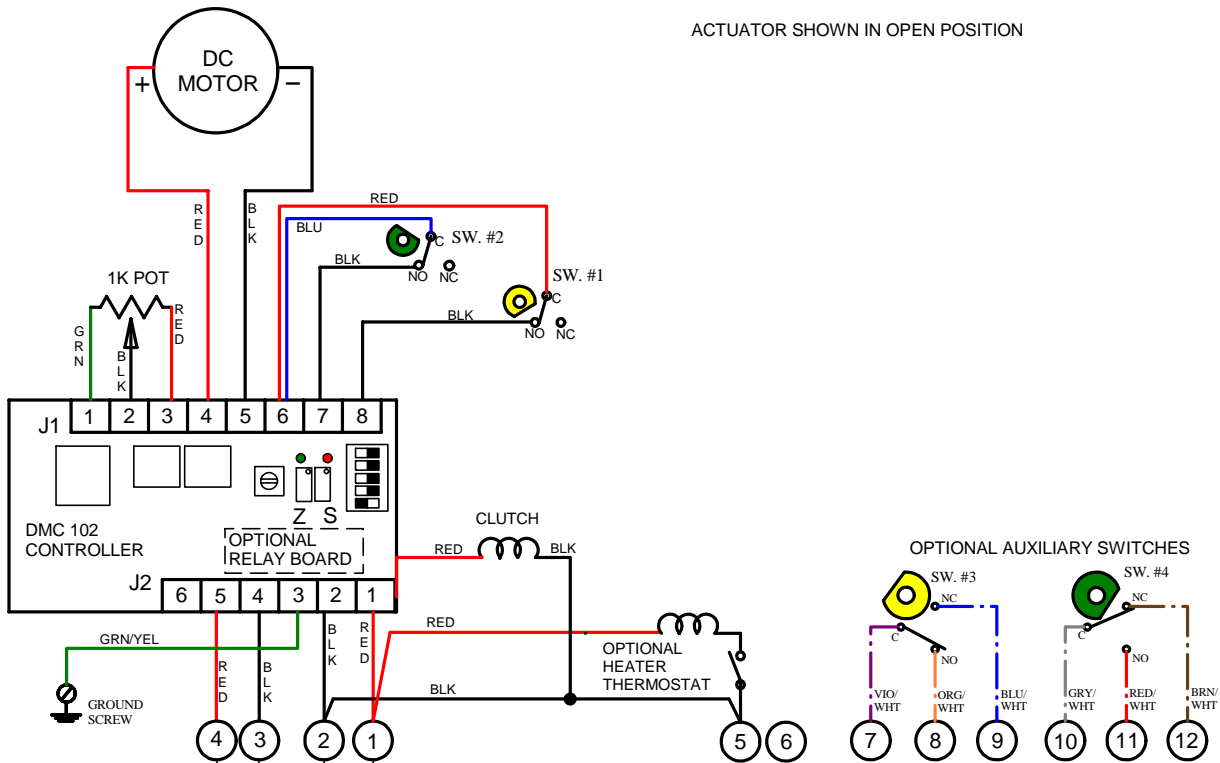 ACTUATOR SHOWN IN OPEN POSITION
DC
MOTOR
+
−
RED
BLK
RED
BLU
C
SW. #2
BLK
NO
NC
SW. #1
C
BLK
NO
NC
1K POT
GRN
BLK
RED
J1
1
2
3
4
5
6
7
8
Z
S
DMC 102
CONTROLLER
OPTIONAL
RELAY BOARD
J2
6
5
4
3
2
1
CLUTCH
RED
BLK
RED
OPTIONAL
HEATER
THERMOSTAT
GRN/YEL
RED
BLK
BLK
RED
BLK
GROUND
SCREW
4
3
2
1
5
6
OPTIONAL AUXILIARY SWITCHES
SW. #3
NC
C
NO
VIO/
WHT
ORG/
WHT
BLU/
WHT
SW. #4
NC
C
NO
GRY/
WHT
RED/
WHT
BRN/
WHT
7
8
9
10
11
12